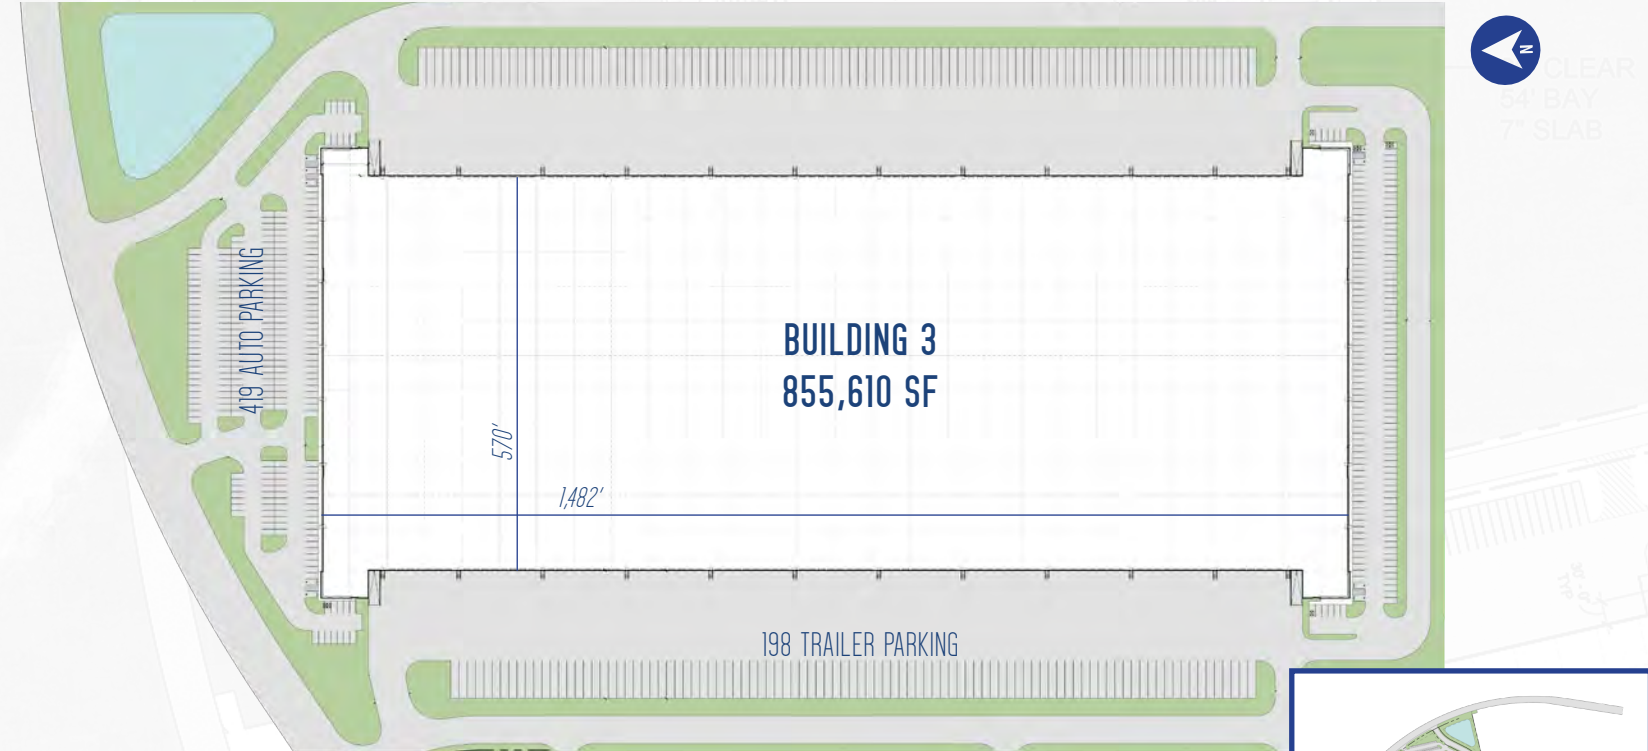 N
CLEAR
54' BAY
7" SLAB
419 AUTO PARKING
BUILDING 3
855,610 SF
570'
1,482'
198 TRAILER PARKING